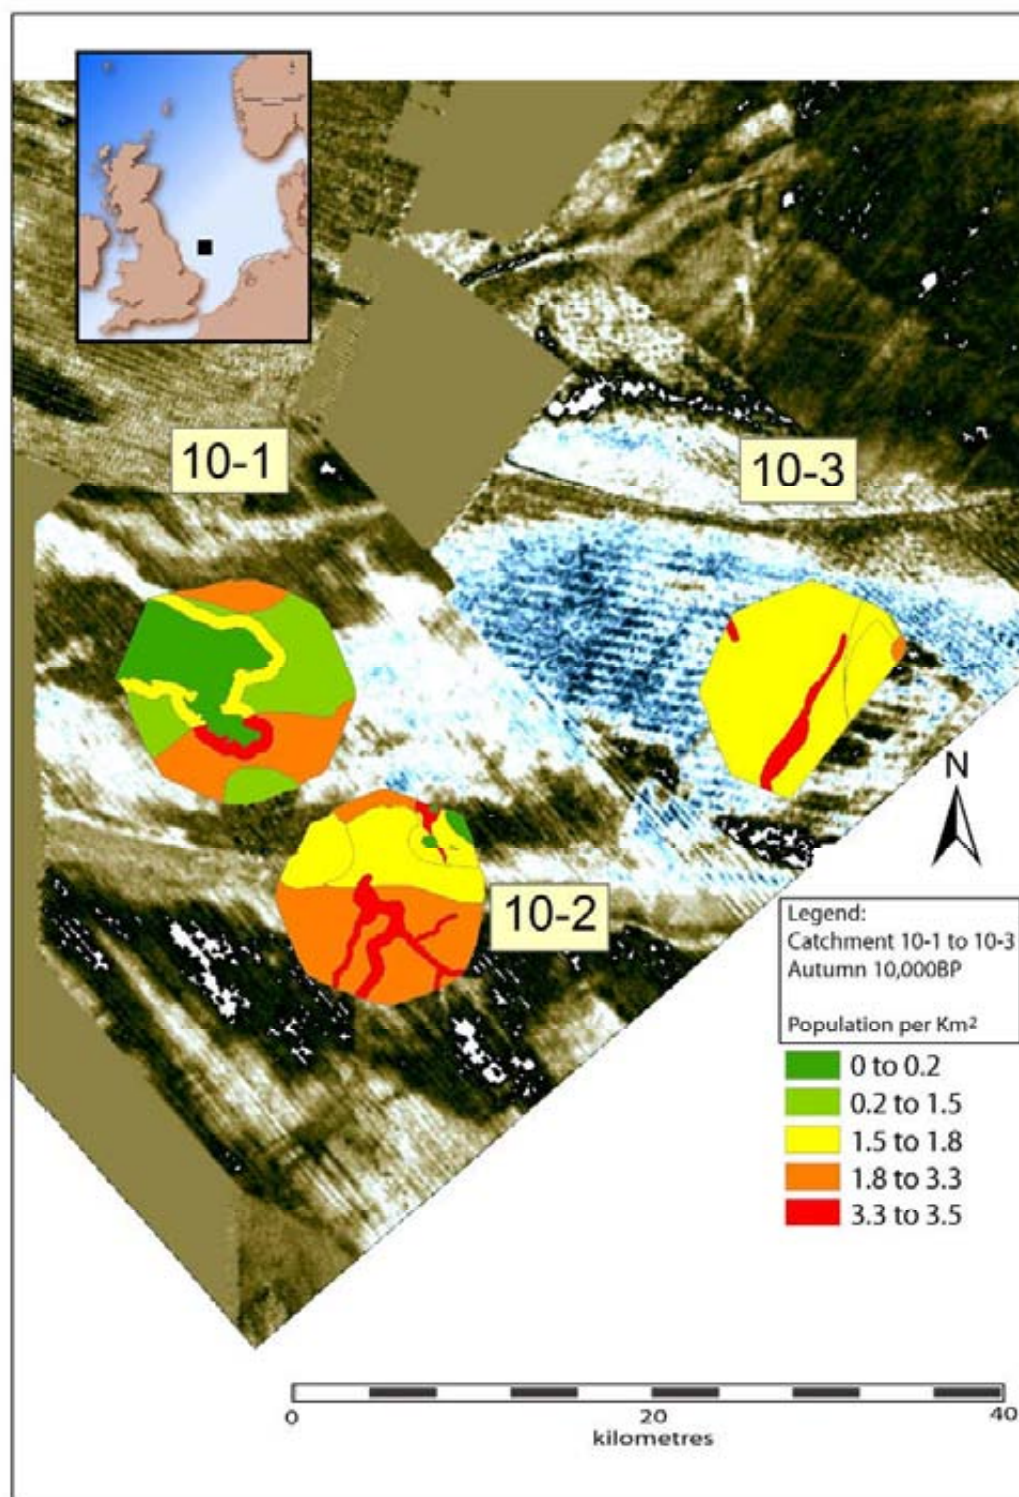 10-1
10-3
10-2
N
Legend:
Catchment 10-1 to 10-3
Autumn 10,000BP
Population per Km²
0 to 0.2
0.2 to 1.5
1.5 to 1.8
1.8 to 3.3
3.3 to 3.5
0 20 40
kilometres